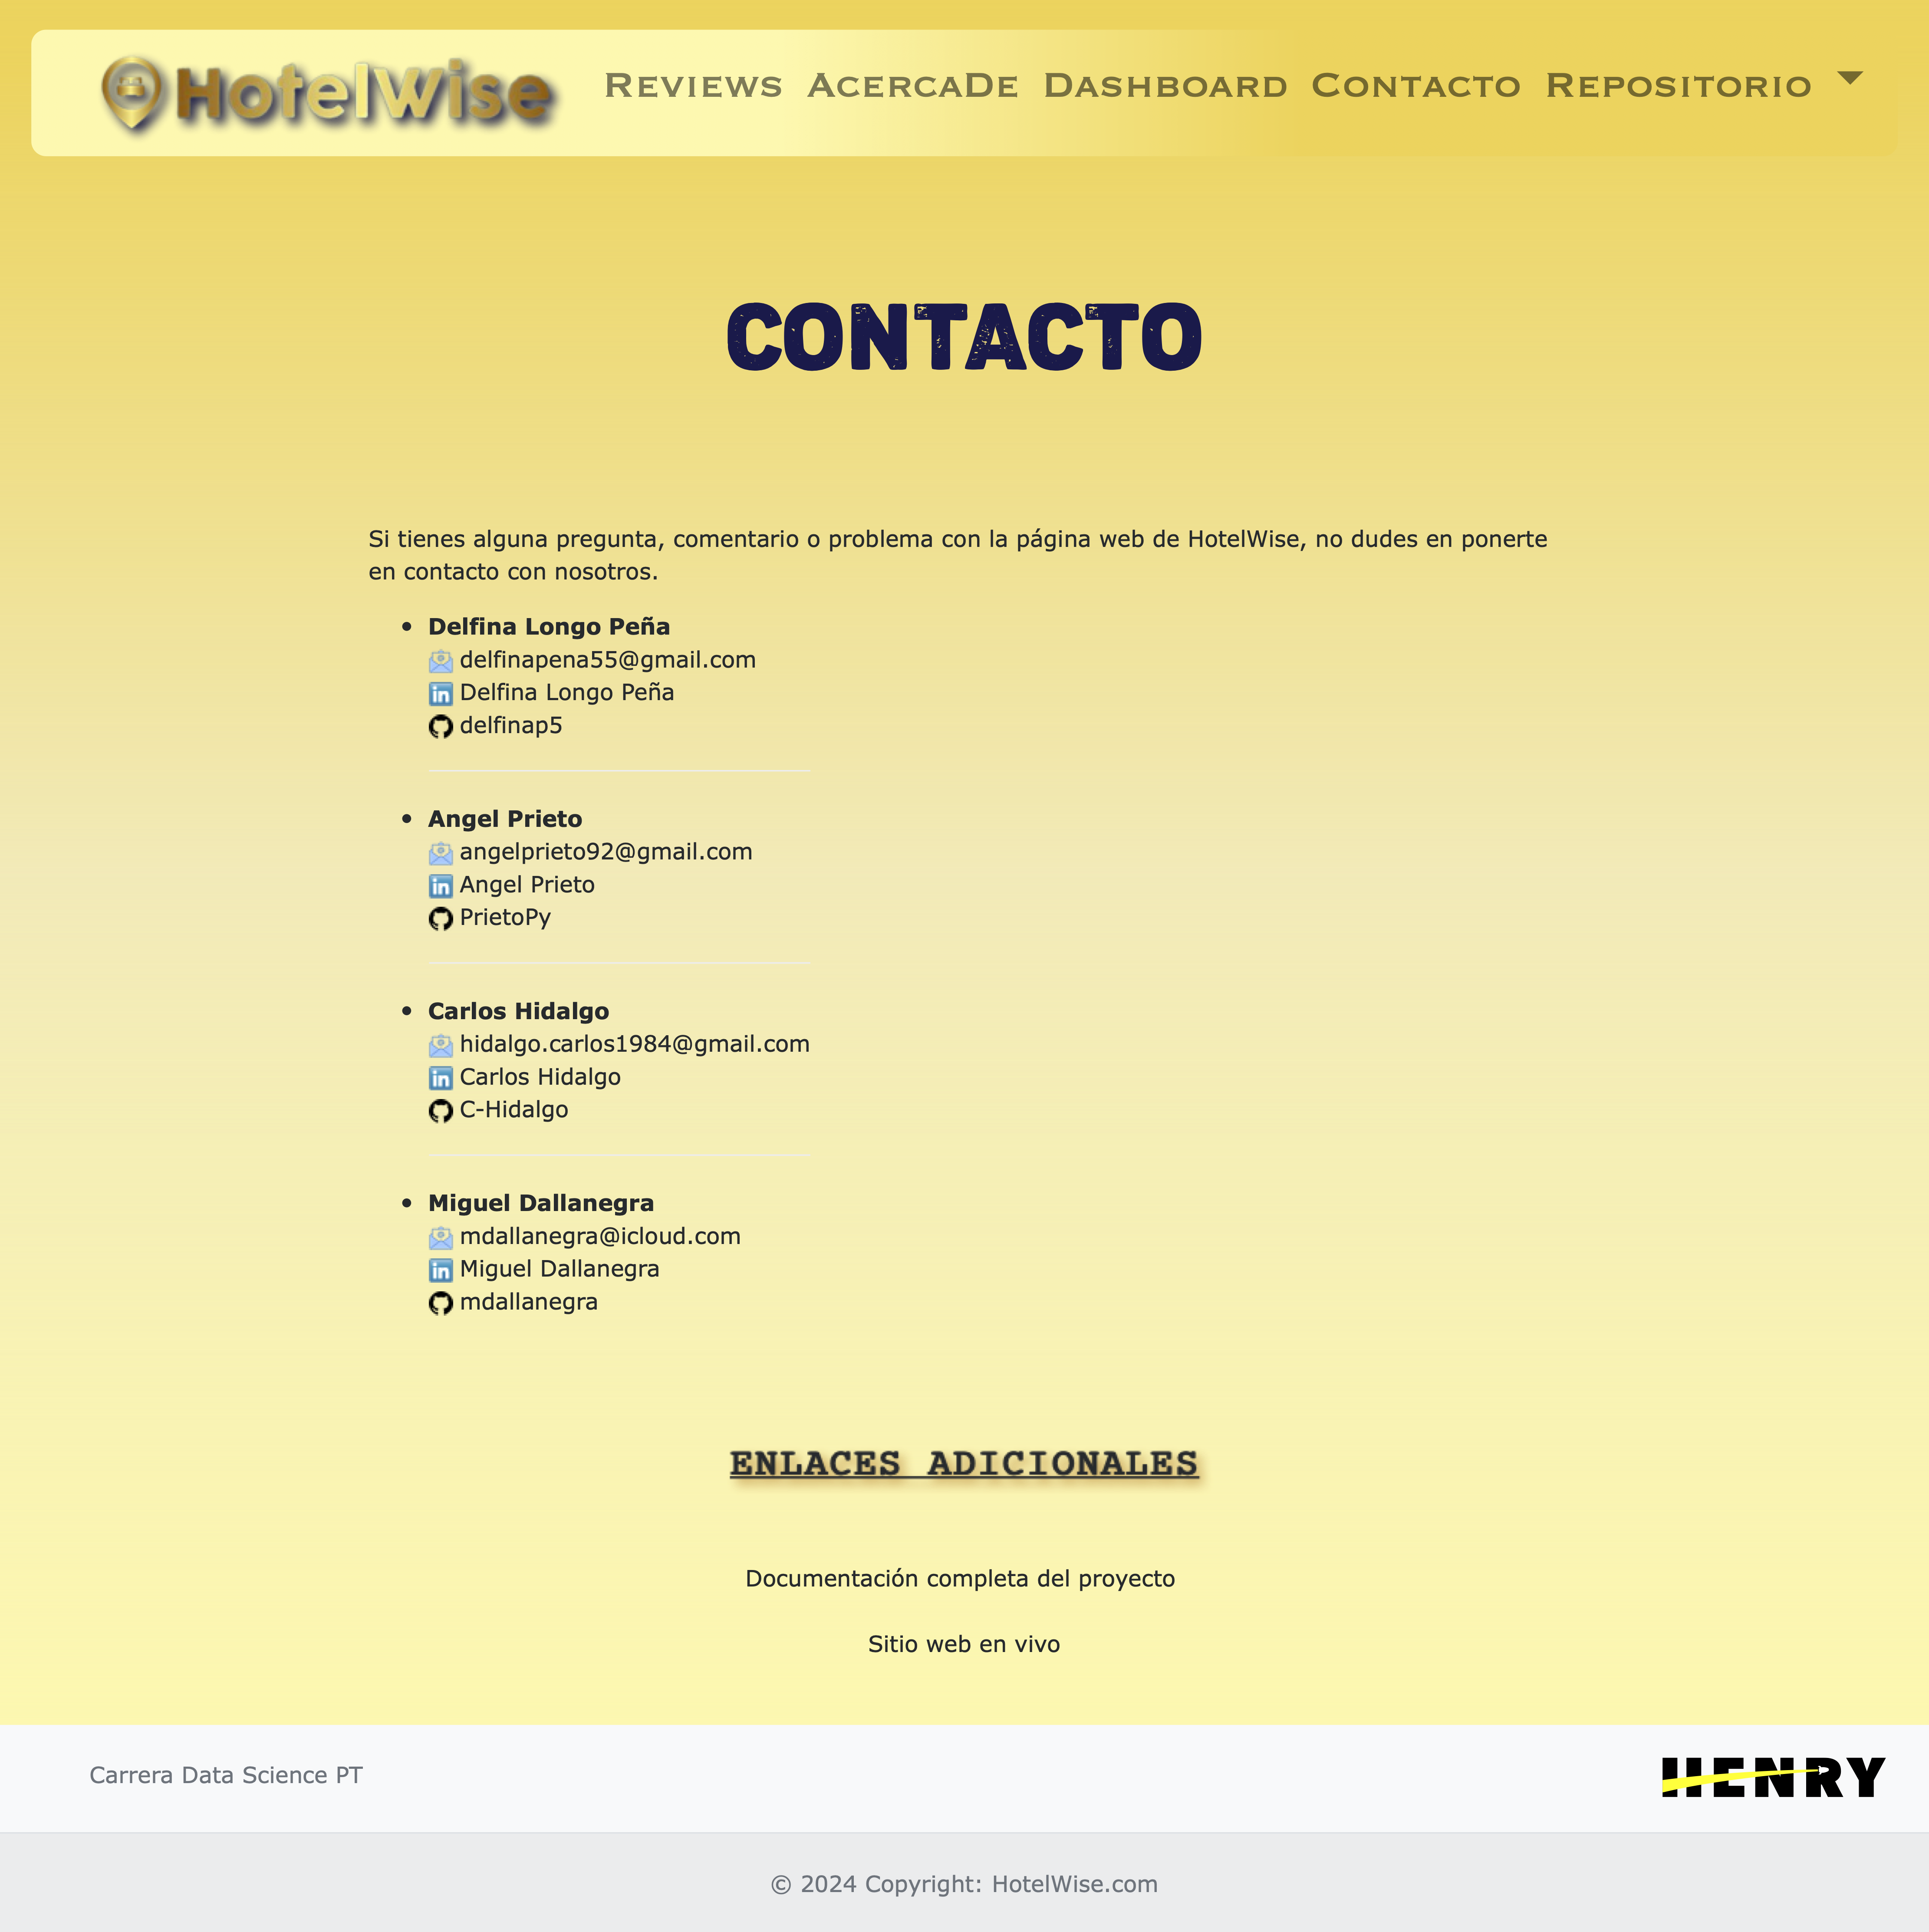 HotelWise Reviews AcercaDe Dashboard Contacto Repositorio
CONTACTO
Si tienes alguna pregunta, comentario o problema con la página web de HotelWise, no dudes en ponerte
en contacto con nosotros.
• Delfina Longo Peña
delfinapena55@gmail.com
in Delfina Longo Peña
delfinap5
• Angel Prieto
angelprieto92@gmail.com
in Angel Prieto
PrietoPy
• Carlos Hidalgo
hidalgo.carlos1984@gmail.com
in Carlos Hidalgo
C-Hidalgo
• Miguel Dallanegra
mdallanegra@icloud.com
in Miguel Dallanegra
mdallanegra
ENLACES ADICIONALES
Documentación completa del proyecto
Sitio web en vivo
Carrera Data Science PT
HENRY
© 2024 Copyright: HotelWise.com